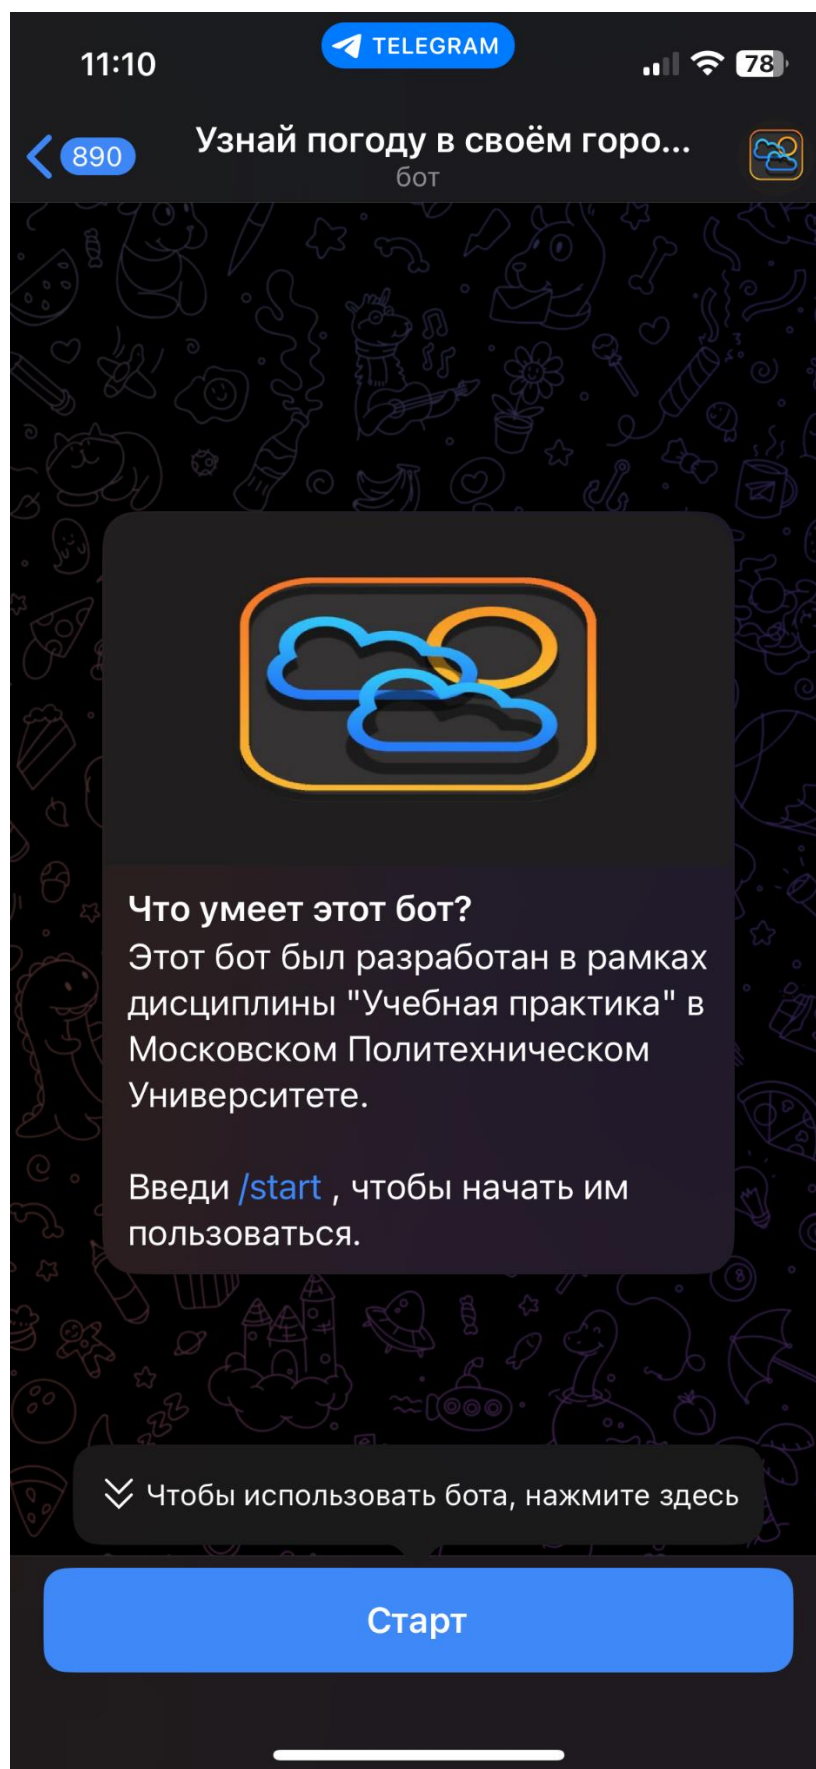 11:10
TELEGRAM
78
890
Узнай погоду в своём горо...
бот
Что умеет этот бот?
Этот бот был разработан в рамках
дисциплины "Учебная практика" в
Московском Политехническом
Университете.
Введи /start , чтобы начать им
пользоваться.
Чтобы использовать бота, нажмите здесь
Старт